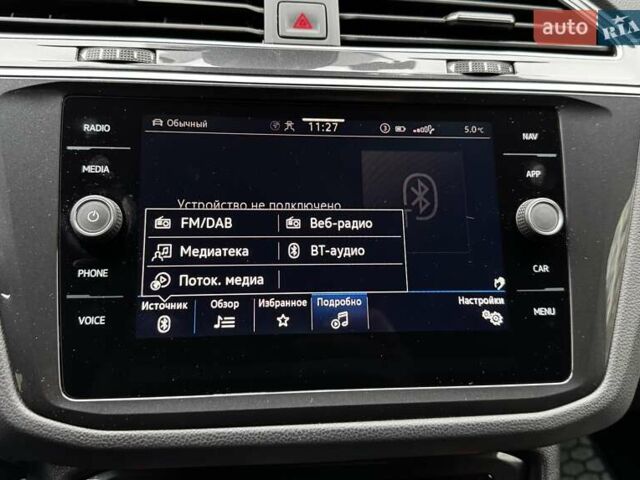 auto RIA
RADIO
MEDIA
PHONE
VOICE
NAV
APP
CAR
MENU
Обычный 11:27 3 5.0°C
Устройство не подключено.
FM/DAB Веб-радио
Медиатека BT-аудио
Поток. медиа
Источник Обзор Избранное Подробно Настройки